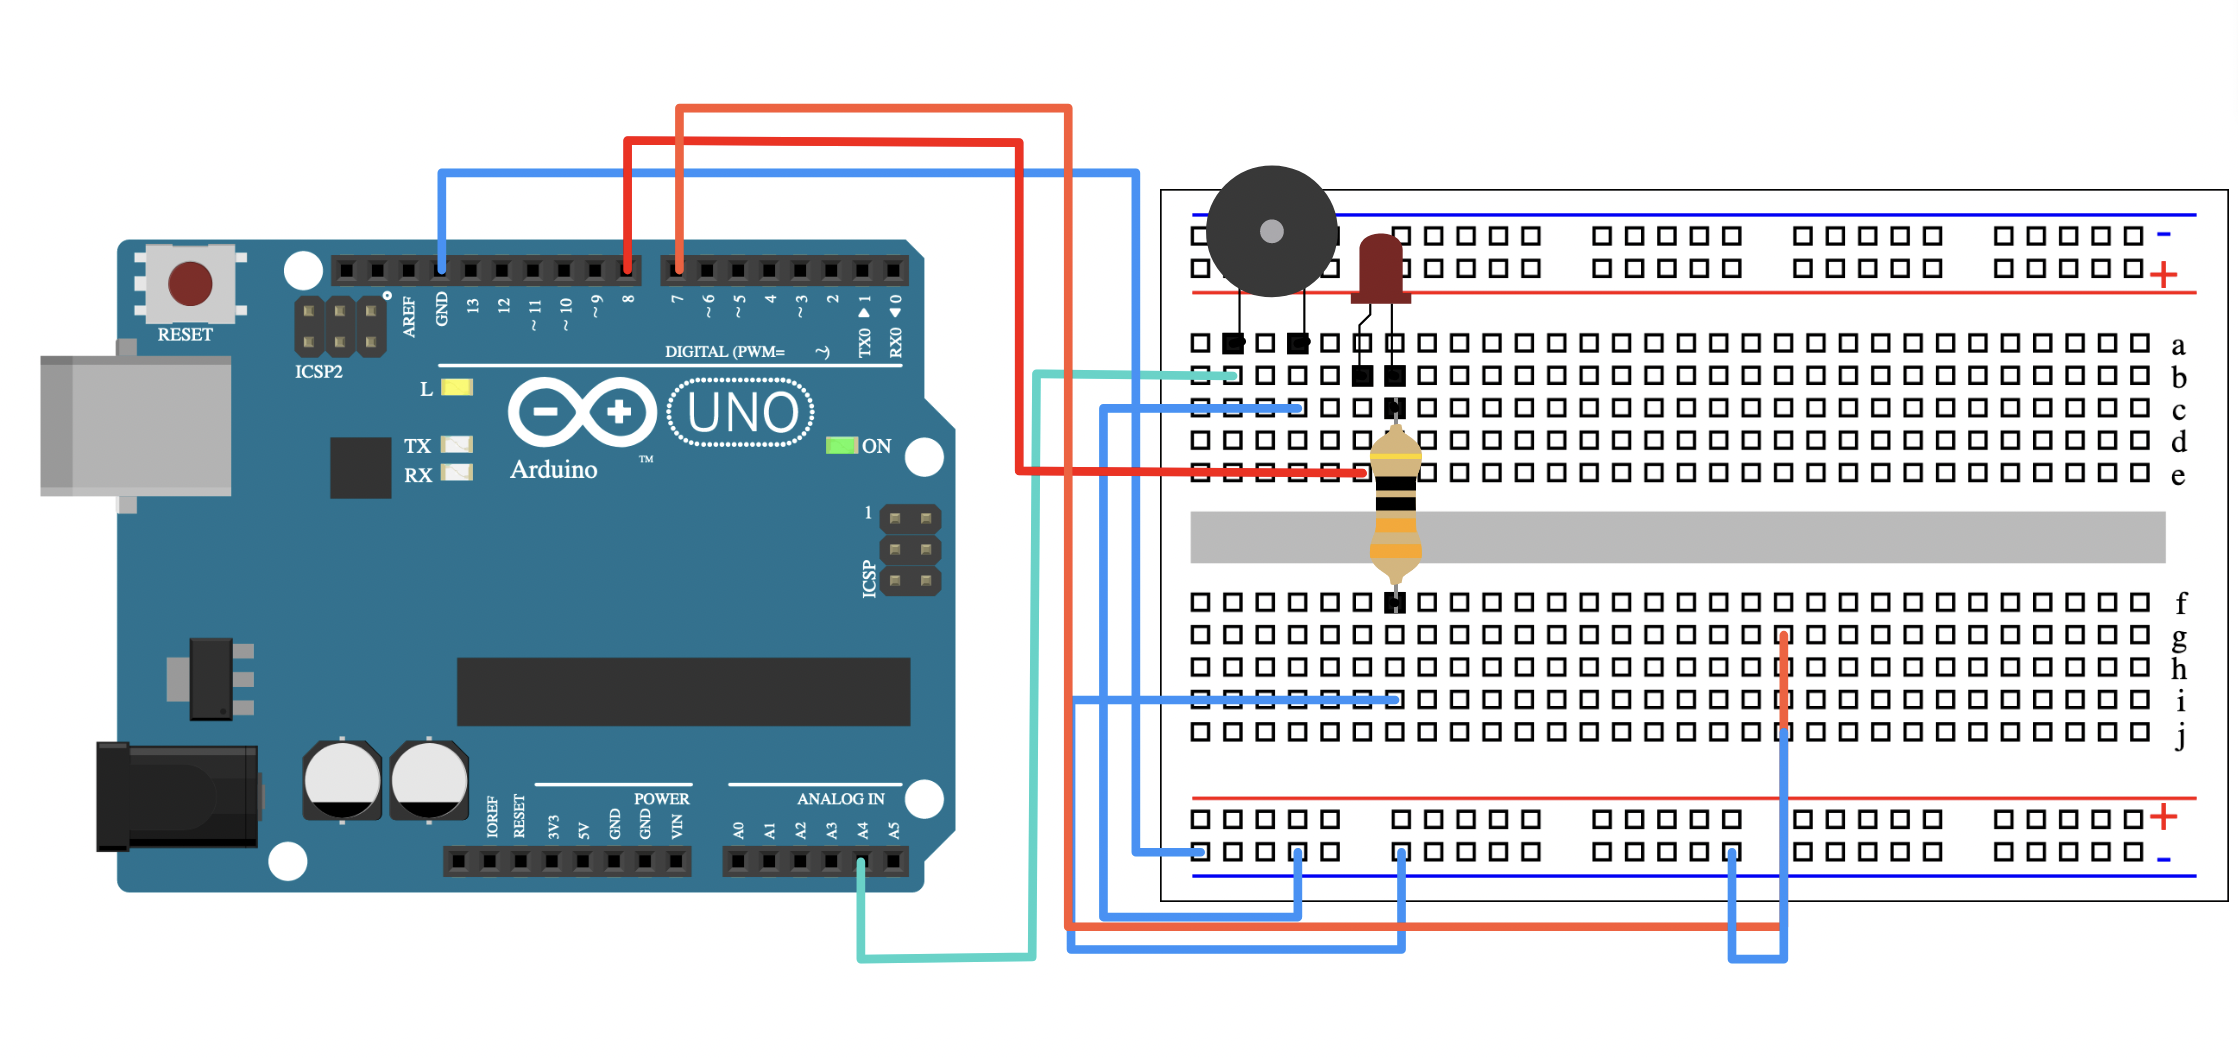 RESET
ICSP2
AREF
GND
13
12
~ 11
~ 10
~ 9
8
7
~ 6
~ 5
4
~ 3
2
TX0 ▶ 1
RX0 ◀ 0
DIGITAL (PWM= ~)
L
TX
RX
UNO
Arduino
™
ON
1
ICSP
POWER
ANALOG IN
IOREF
RESET
3V3
5V
GND
GND
VIN
A0
A1
A2
A3
A4
A5
-
+
a
b
c
d
e
f
g
h
i
j
+
-